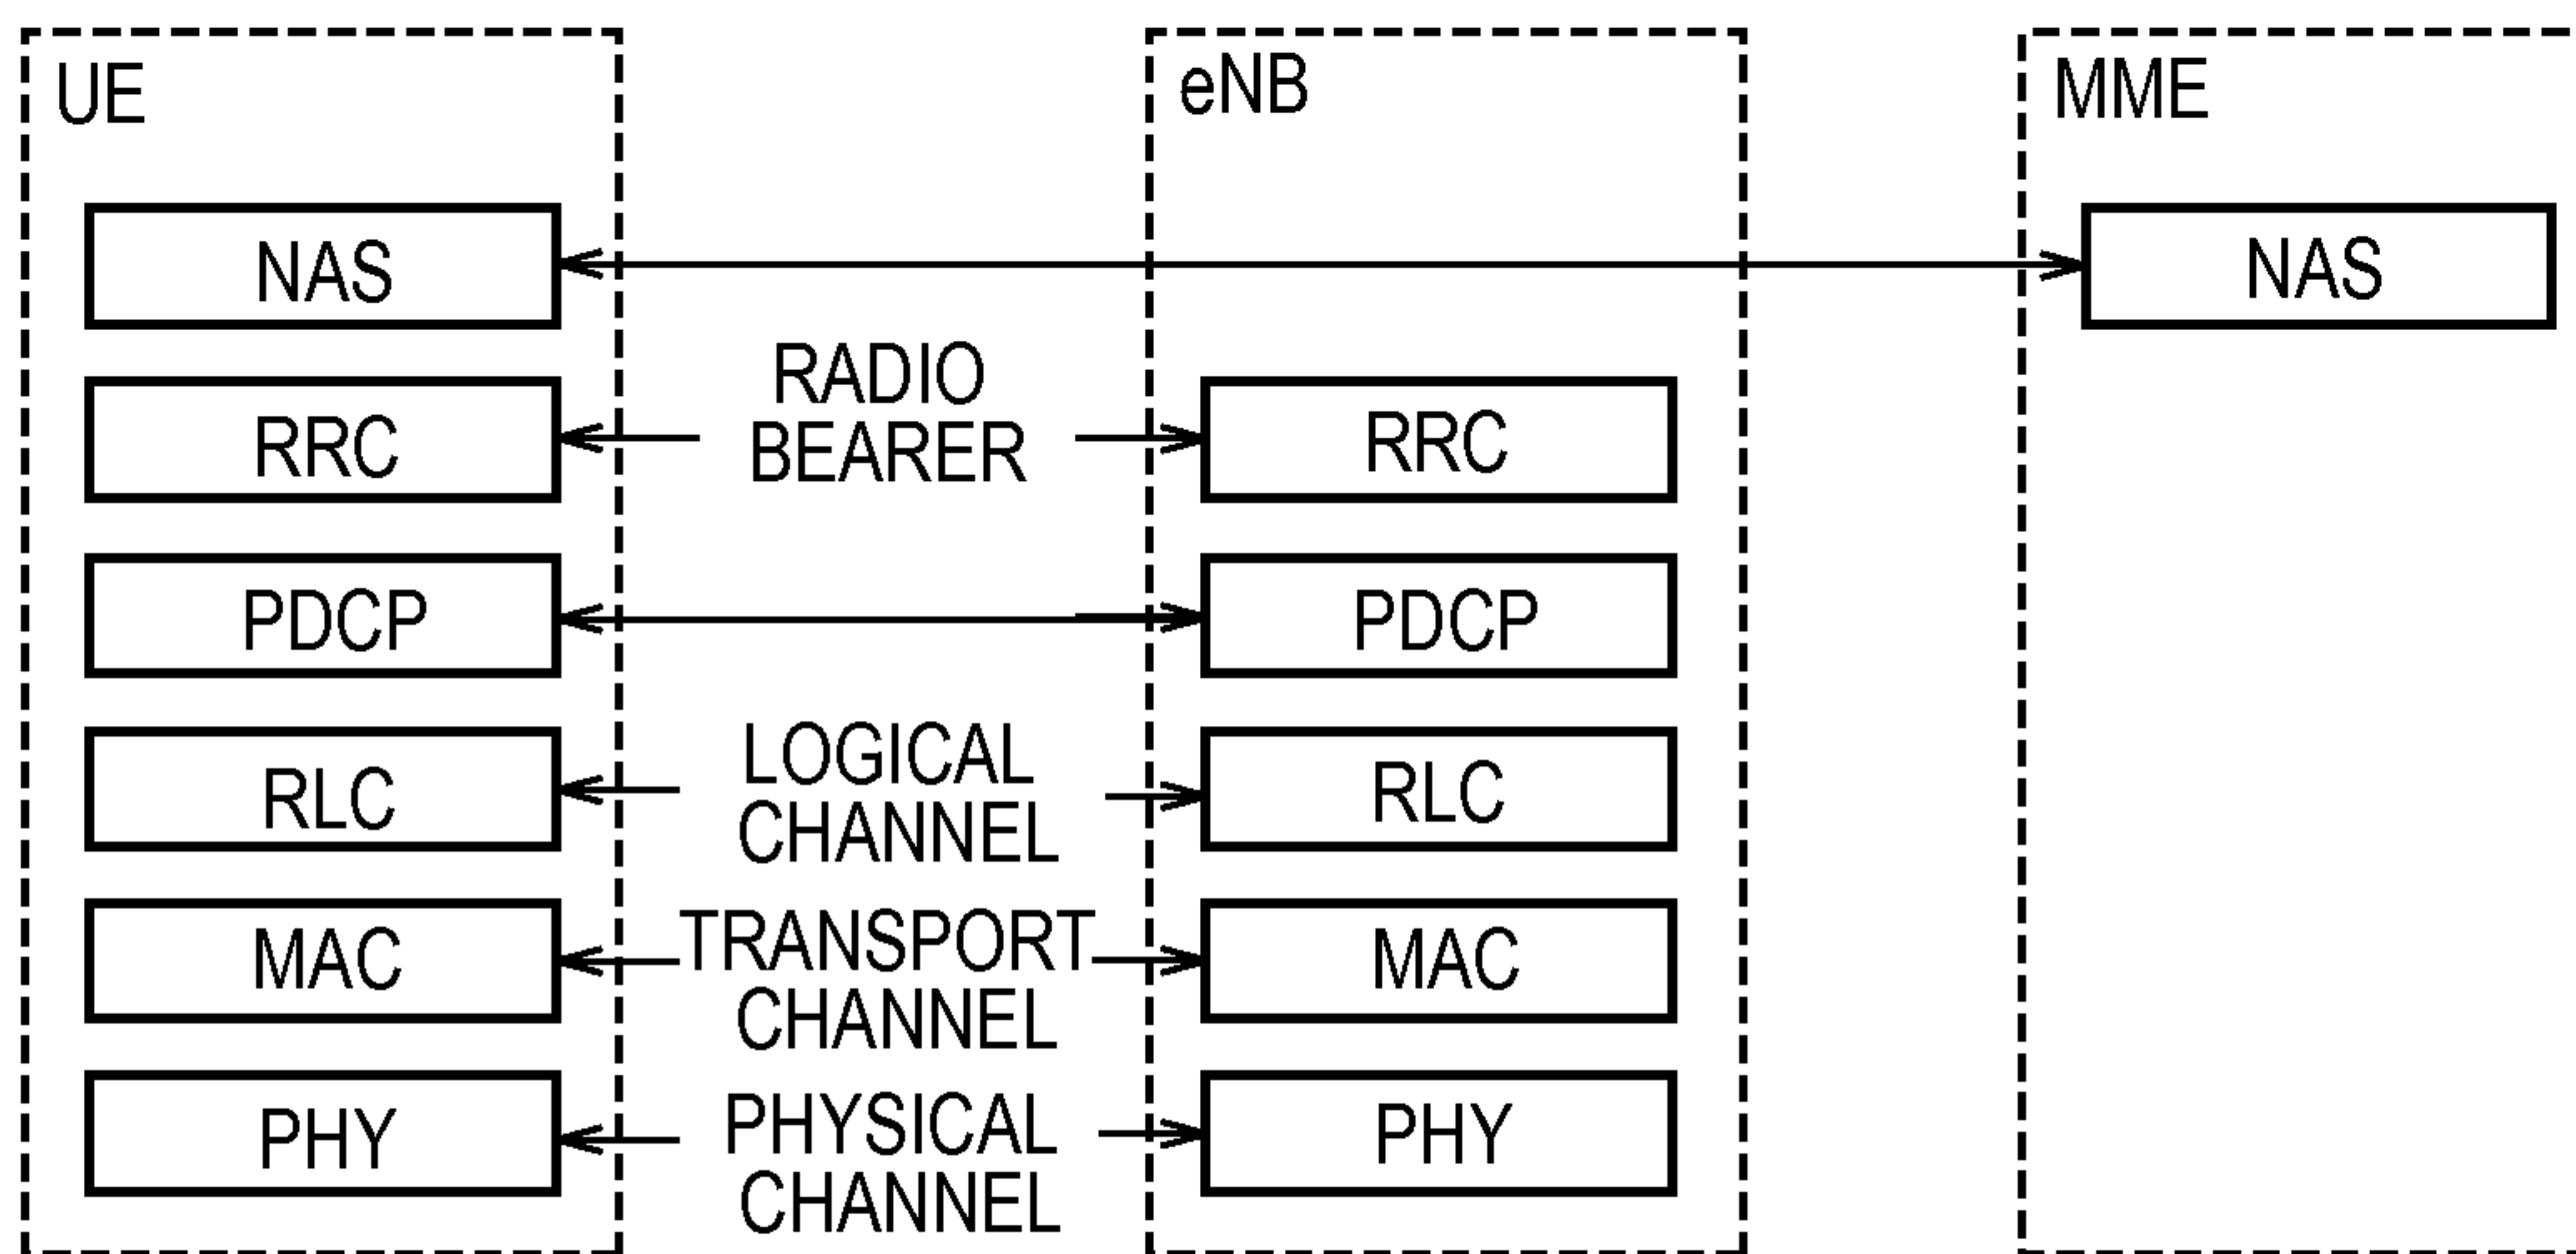 UE
eNB
MME
NAS
NAS
RADIO
BEARER
RRC
RRC
PDCP
PDCP
LOGICAL
CHANNEL
RLC
RLC
TRANSPORT
CHANNEL
MAC
MAC
PHYSICAL
CHANNEL
PHY
PHY